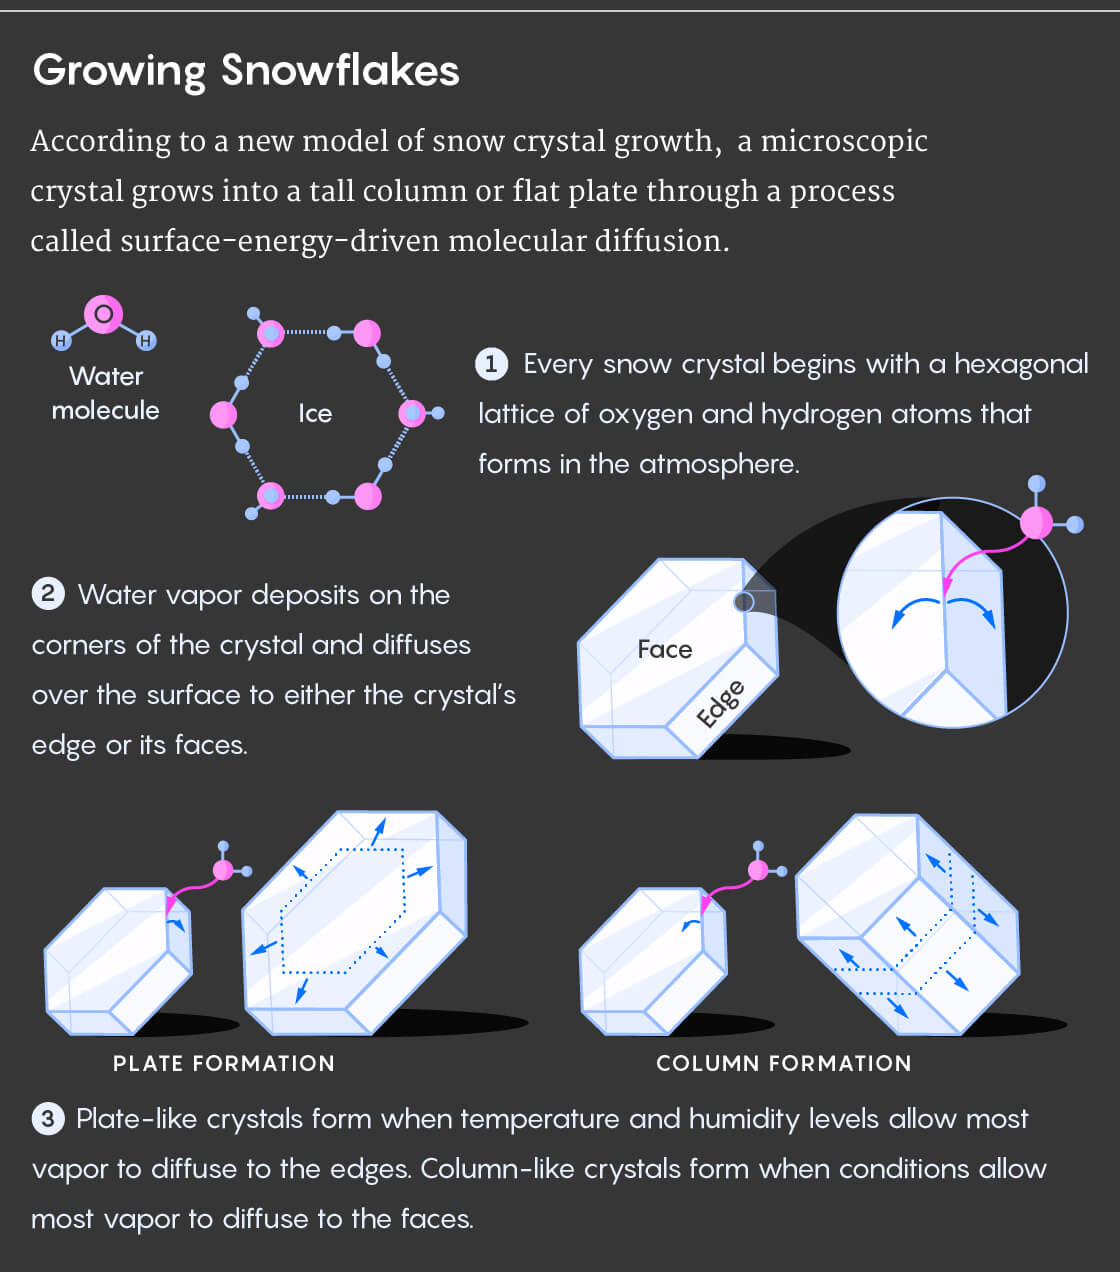 Growing Snowflakes
According to a new model of snow crystal growth, a microscopic
crystal grows into a tall column or flat plate through a process
called surface-energy-driven molecular diffusion.
O
H H
Water
molecule
Ice
1 Every snow crystal begins with a hexagonal
lattice of oxygen and hydrogen atoms that
forms in the atmosphere.
2 Water vapor deposits on the
corners of the crystal and diffuses
over the surface to either the crystal's
edge or its faces.
Face
Edge
PLATE FORMATION
COLUMN FORMATION
3 Plate-like crystals form when temperature and humidity levels allow most
vapor to diffuse to the edges. Column-like crystals form when conditions allow
most vapor to diffuse to the faces.